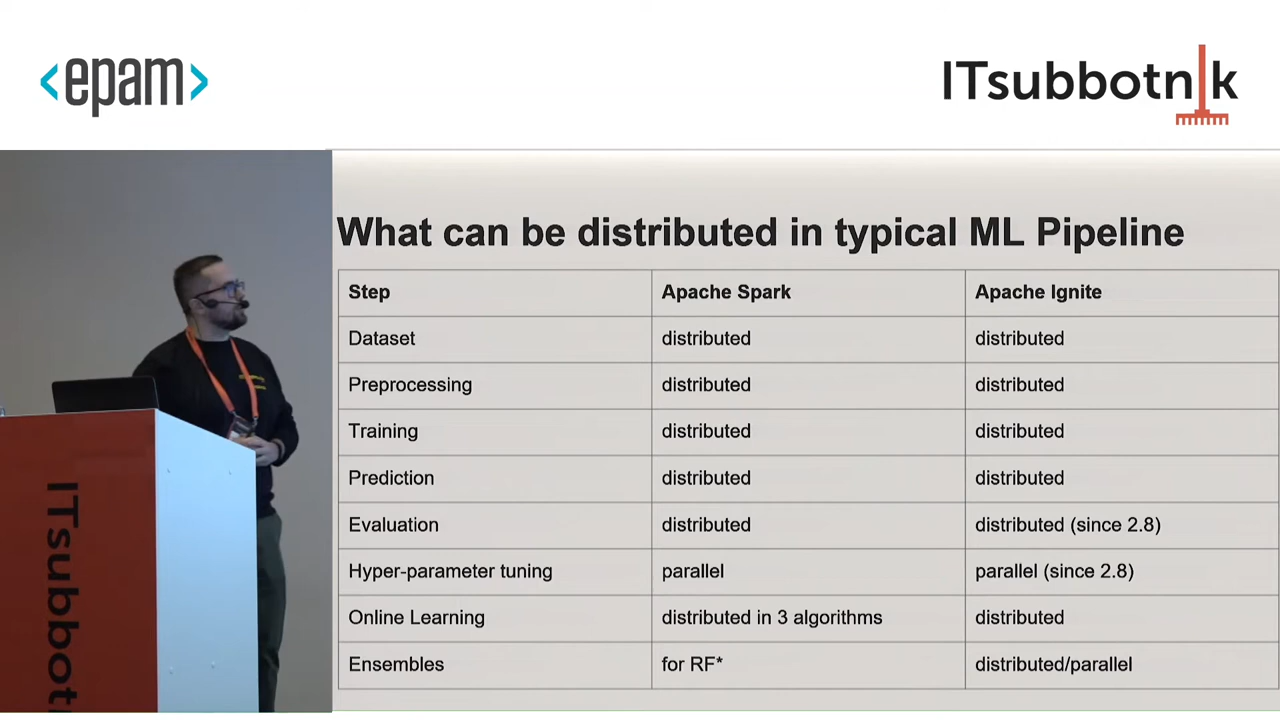 <epam>
ITsubbotnik
What can be distributed in typical ML Pipeline
Step Apache Spark Apache Ignite
Dataset distributed distributed
Preprocessing distributed distributed
Training distributed distributed
Prediction distributed distributed
Evaluation distributed distributed (since 2.8)
Hyper-parameter tuning parallel parallel (since 2.8)
Online Learning distributed in 3 algorithms distributed
Ensembles for RF* distributed/parallel
ITsubbot